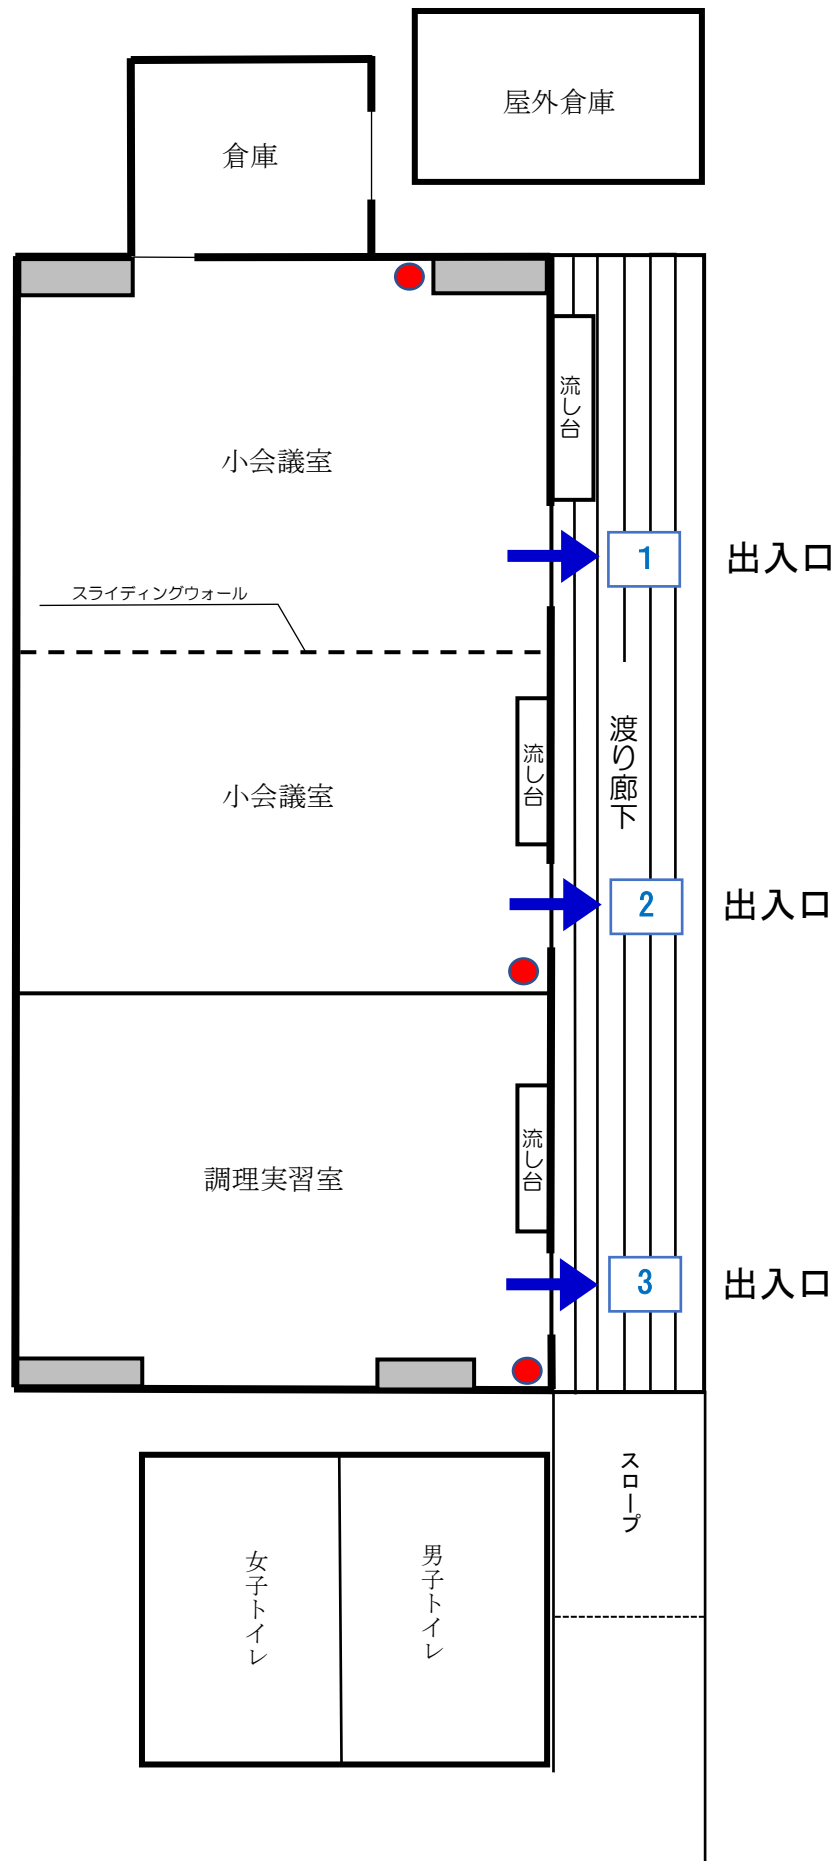 屋外倉庫
倉庫
流し台
小会議室
1
出入口
スライディングウォール
渡り廊下
流し台
小会議室
2
出入口
流し台
調理実習室
3
出入口
スロープ
女子トイレ
男子トイレ